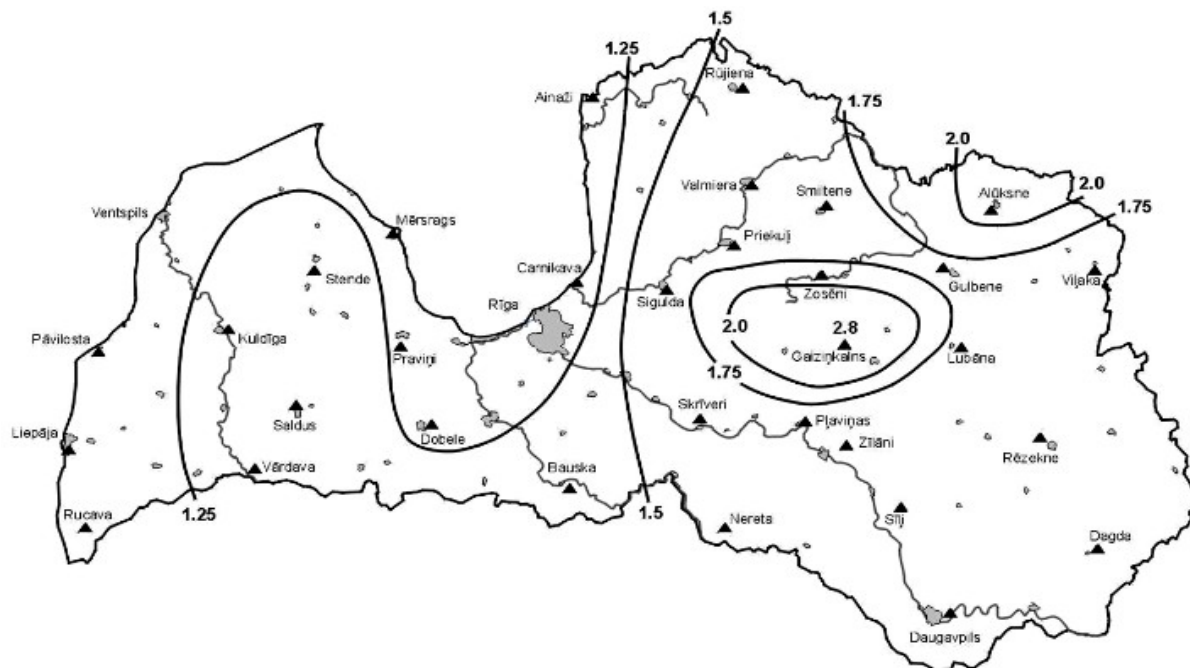 1.5
1.25
Rūjiena
Ainaži
1.75
2.0
Alūksne
2.0
1.75
Valmiera
Smiltene
Ventspils
Mērsrags
Priekuļi
Stende
Carnikava
Sigulda
Zosēni
Gulbene
Viļaka
Rīga
Kuldīga
Pāvilosta
Praviņi
2.0
2.8
Gaiziņkalns
Lubāna
1.75
Saldus
Skrīveri
Pļaviņas
Liepāja
Dobele
Zīlāni
Rēzekne
Vārdava
Bauska
Rucava
1.25
1.5
Nereta
Sīļi
Dagda
Daugavpils